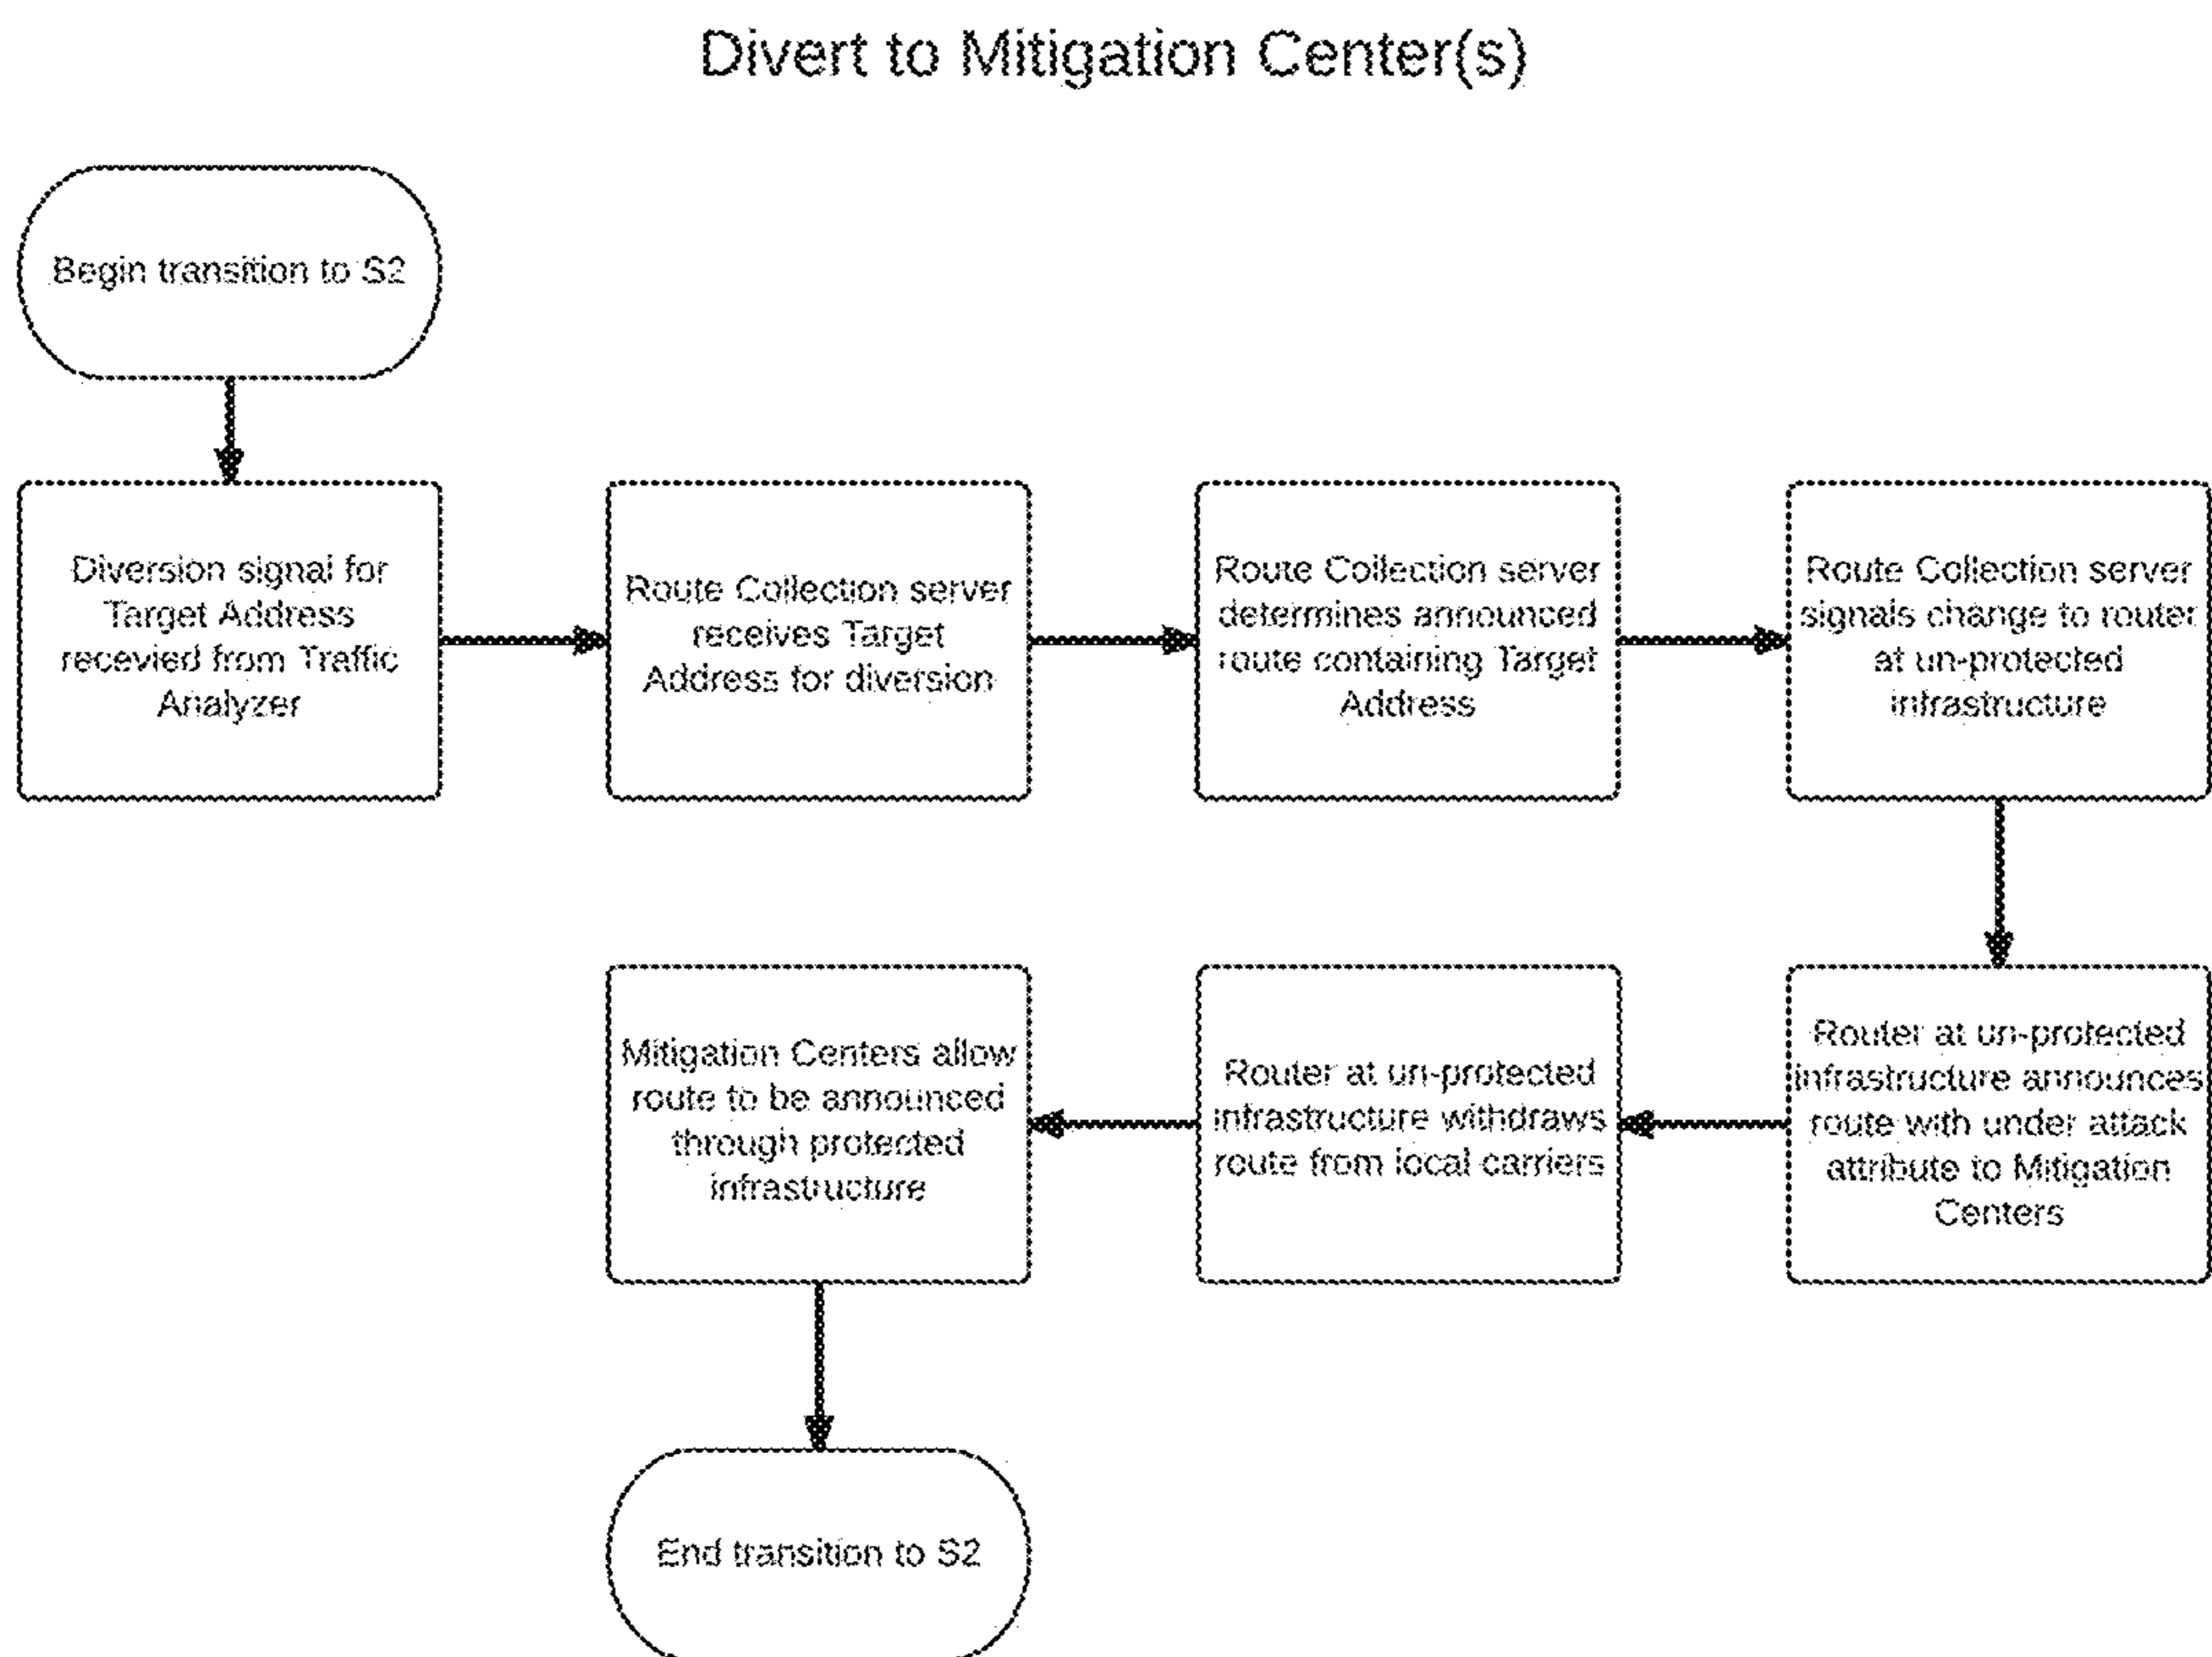 Divert to Mitigation Center(s)
Begin transition to S2
Diversion signal for
Target Address
recevied from Traffic
Analyzer
Route Collection server
receives Target
Address for diversion
Route Collection server
determines announced
route containing Target
Address
Route Collection server
signals change to router
at un-protected
infrastructure
Router at un-protected
infrastructure announces
route with under attack
attribute to Mitigation
Centers
Router at un-protected
infrastructure withdraws
route from local carriers
Mitigation Centers allow
route to be announced
through protected
infrastructure
End transition to S2